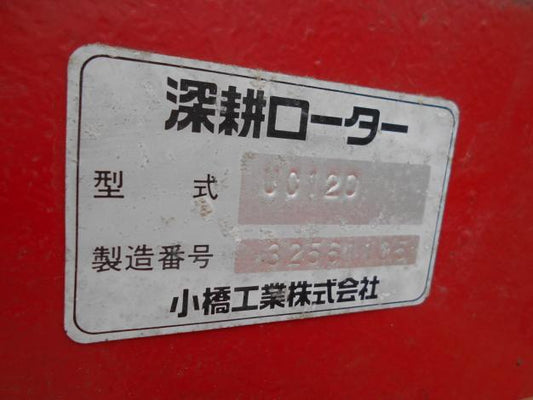 深耕ローター
型式 UC120
製造番号
小橋工業株式会社